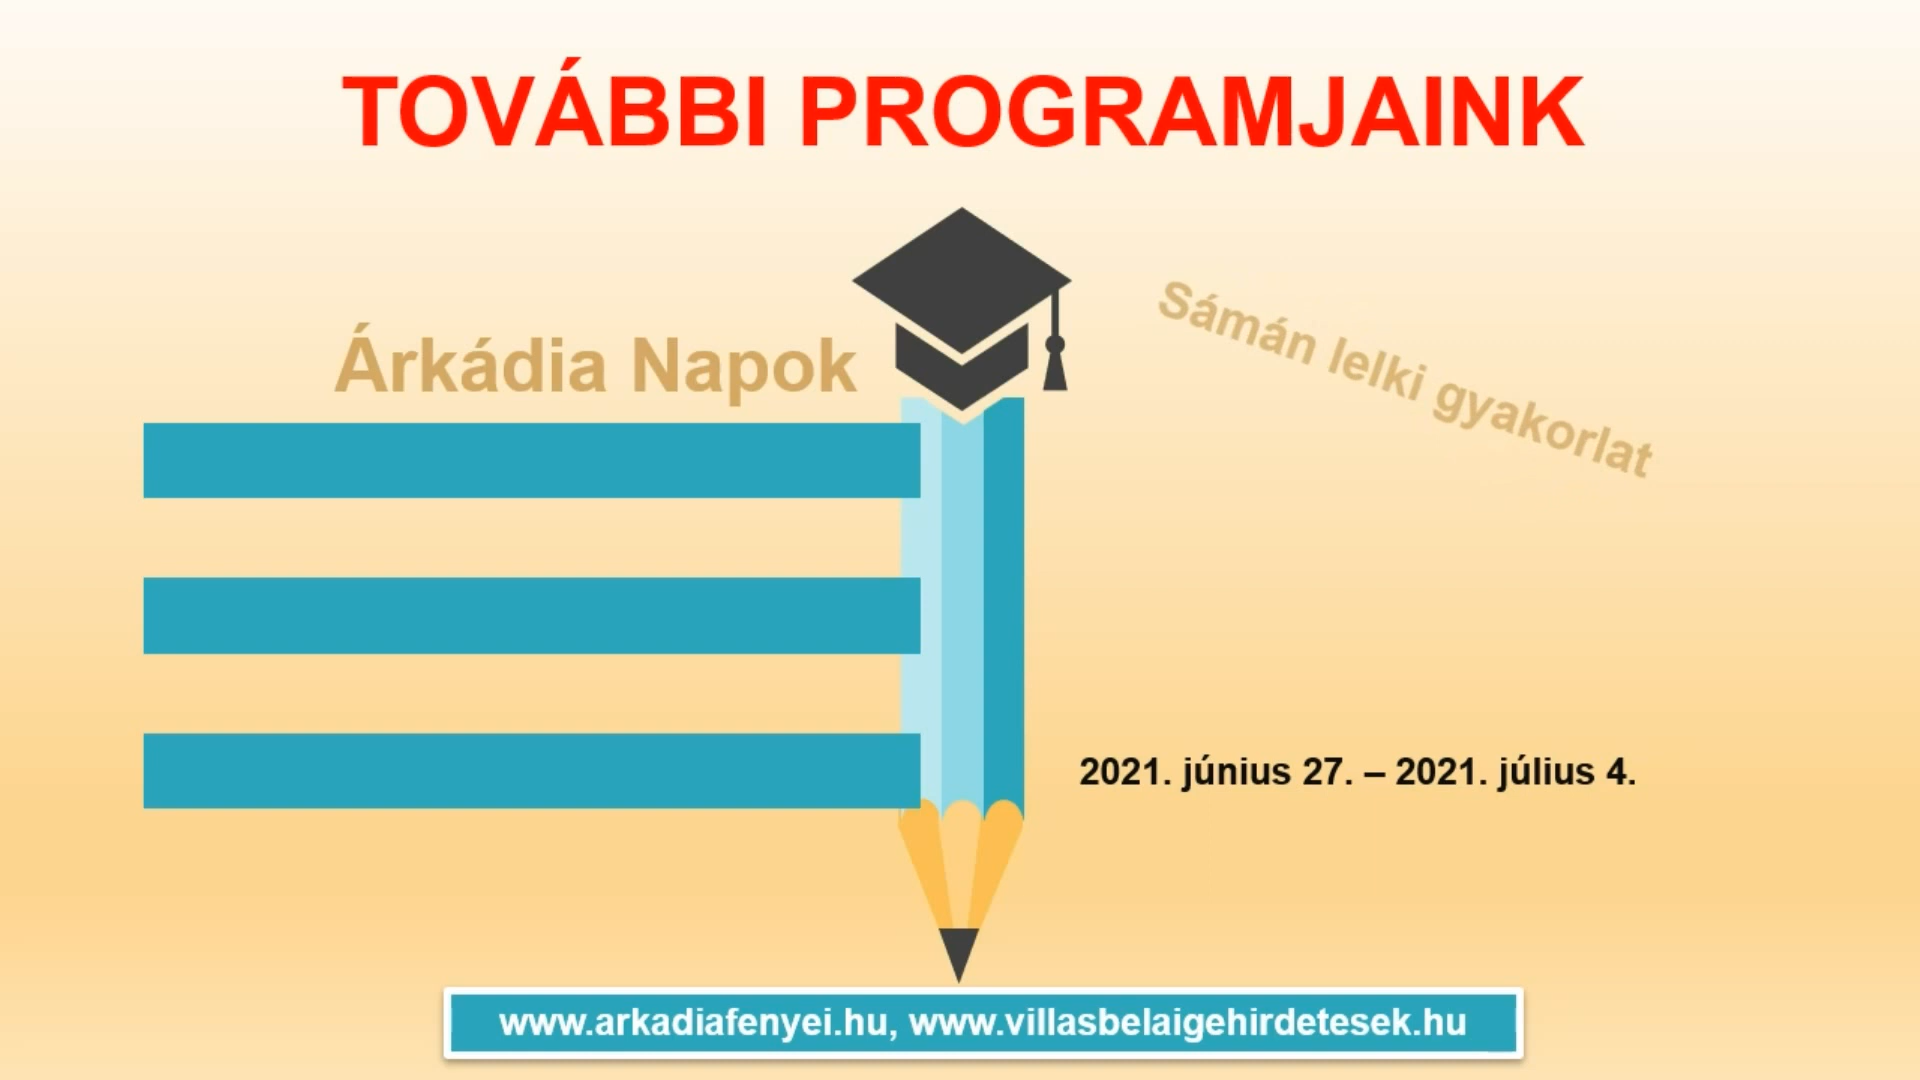 TOVÁBBI PROGRAMJAINK
Árkádia Napok
Sámán lelki gyakorlat
2021. június 27. – 2021. július 4.
www.arkadiafenyei.hu, www.villasbelaigehirdetesek.hu